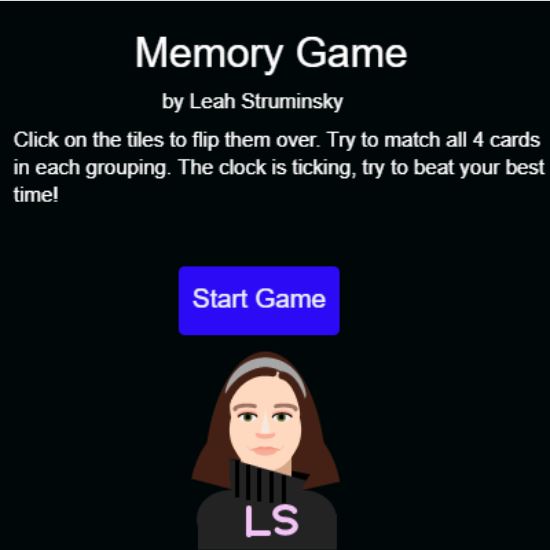 Memory Game
by Leah Struminsky
Click on the tiles to flip them over. Try to match all 4 cards
in each grouping. The clock is ticking, try to beat your best
time!
Start Game
LS